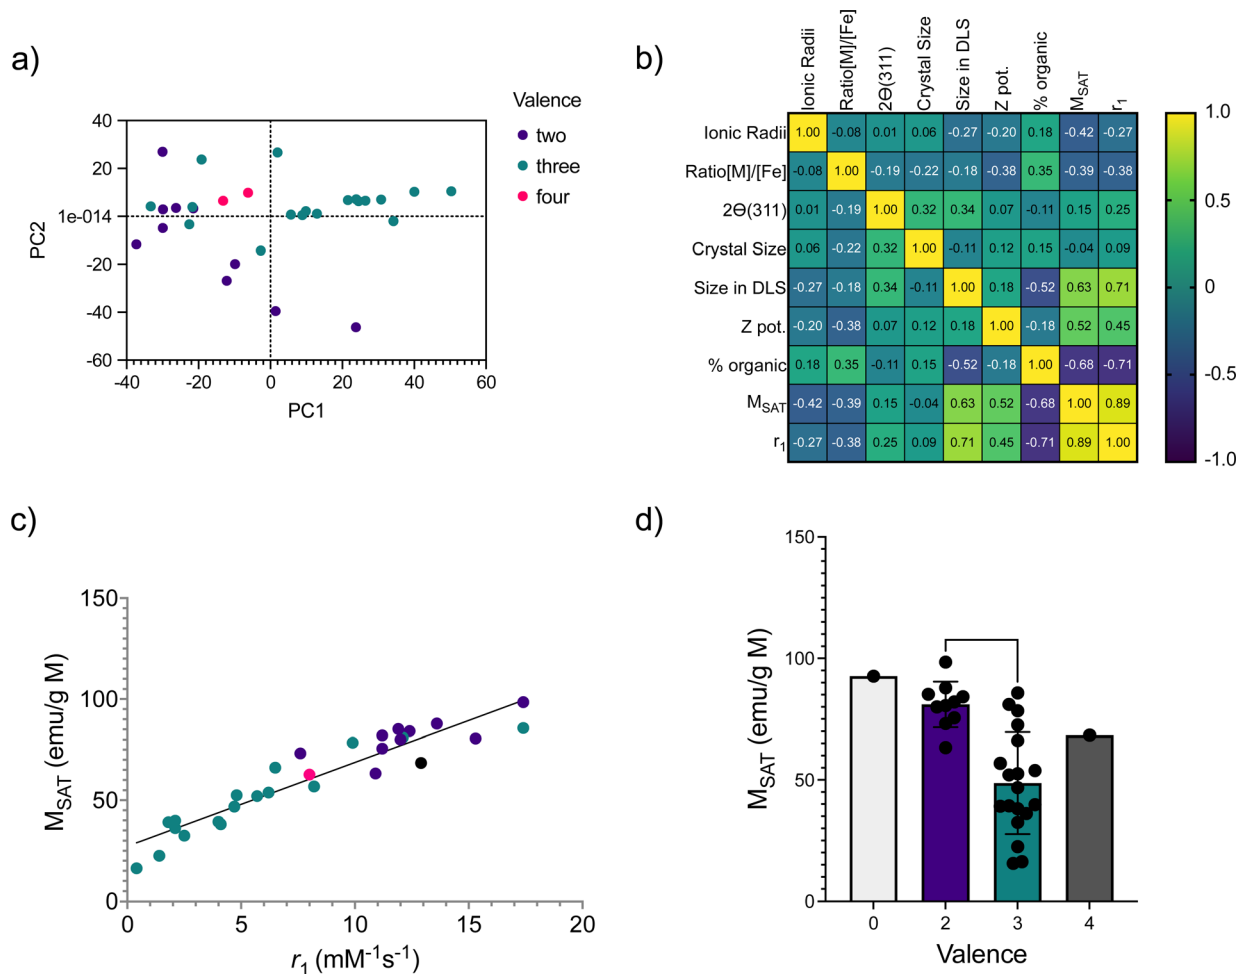 a)
Valence
two
three
four
40
20
1e-014
-20
-40
-60
-40 -20 0 20 40 60
PC2
PC1
b)
Ionic Radii Ratio[M]/[Fe] 2Θ(311) Crystal Size Size in DLS Z pot. % organic MSAT r1
Ionic Radii 1.00 -0.08 0.01 0.06 -0.27 -0.20 0.18 -0.42 -0.27
Ratio[M]/[Fe] -0.08 1.00 -0.19 -0.22 -0.18 -0.38 0.35 -0.39 -0.38
2Θ(311) 0.01 -0.19 1.00 0.32 0.34 0.07 -0.11 0.15 0.25
Crystal Size 0.06 -0.22 0.32 1.00 -0.11 0.12 0.15 -0.04 0.09
Size in DLS -0.27 -0.18 0.34 -0.11 1.00 0.18 -0.52 0.63 0.71
Z pot. -0.20 -0.38 0.07 0.12 0.18 1.00 -0.18 0.52 0.45
% organic 0.18 0.35 -0.11 0.15 -0.52 -0.18 1.00 -0.68 -0.71
MSAT -0.42 -0.39 0.15 -0.04 0.63 0.52 -0.68 1.00 0.89
r1 -0.27 -0.38 0.25 0.09 0.71 0.45 -0.71 0.89 1.00
1.0
0.5
0
-0.5
-1.0
c)
150
100
50
0
0 5 10 15 20
MSAT (emu/g M)
r1 (mM-1s-1)
d)
150
100
50
0
0 2 3 4
MSAT (emu/g M)
Valence